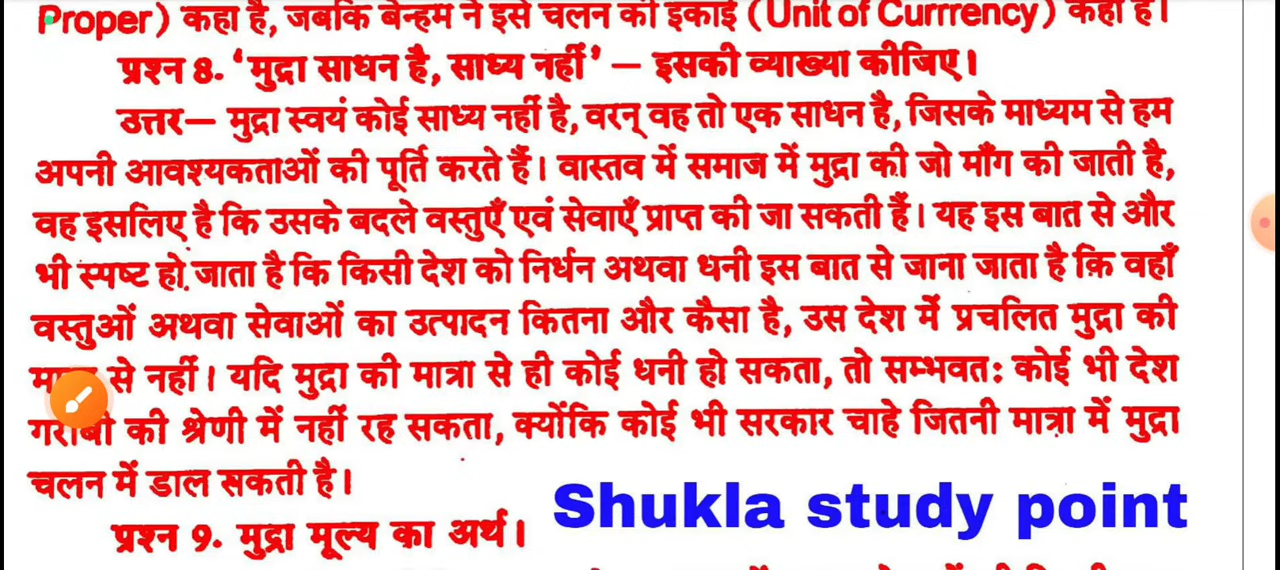 Proper) कहा है, जबकि बेन्हम ने इसे चलन की इकाई (Unit of Currrency) कहा है।
प्रश्न 8. ‘मुद्रा साधन है, साध्य नहीं’ – इसकी व्याख्या कीजिए।
उत्तर– मुद्रा स्वयं कोई साध्य नहीं है, वरन् वह तो एक साधन है, जिसके माध्यम से हम
अपनी आवश्यकताओं की पूर्ति करते हैं। वास्तव में समाज में मुद्रा की जो माँग की जाती है,
वह इसलिए है कि उसके बदले वस्तुएँ एवं सेवाएँ प्राप्त की जा सकती हैं। यह इस बात से और
भी स्पष्ट हो जाता है कि किसी देश को निर्धन अथवा धनी इस बात से जाना जाता है कि वहाँ
वस्तुओं अथवा सेवाओं का उत्पादन कितना और कैसा है, उस देश में प्रचलित मुद्रा की
से नहीं। यदि मुद्रा की मात्रा से ही कोई धनी हो सकता, तो सम्भवतः कोई भी देश
गरीबी की श्रेणी में नहीं रह सकता, क्योंकि कोई भी सरकार चाहे जितनी मात्रा में मुद्रा
चलन में डाल सकती है।
Shukla study point
प्रश्न 9. मुद्रा मूल्य का अर्थ।